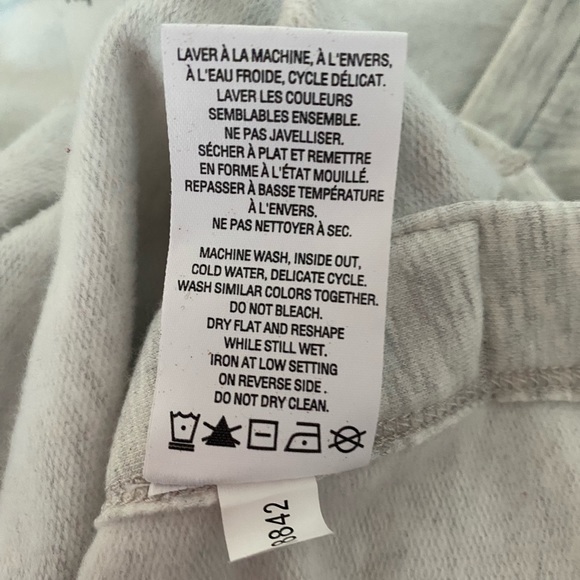 LAVER À LA MACHINE, À L'ENVERS,
À L'EAU FROIDE, CYCLE DÉLICAT.
LAVER LES COULEURS
SEMBLABLES ENSEMBLE.
NE PAS JAVELLISER.
SÉCHER À PLAT ET REMETTRE
EN FORME À L'ÉTAT MOUILLÉ.
REPASSER À BASSE TEMPÉRATURE
À L'ENVERS.
NE PAS NETTOYER À SEC.
MACHINE WASH, INSIDE OUT,
COLD WATER, DELICATE CYCLE.
WASH SIMILAR COLORS TOGETHER.
DO NOT BLEACH.
DRY FLAT AND RESHAPE
WHILE STILL WET.
IRON AT LOW SETTING
ON REVERSE SIDE.
DO NOT DRY CLEAN.
8842